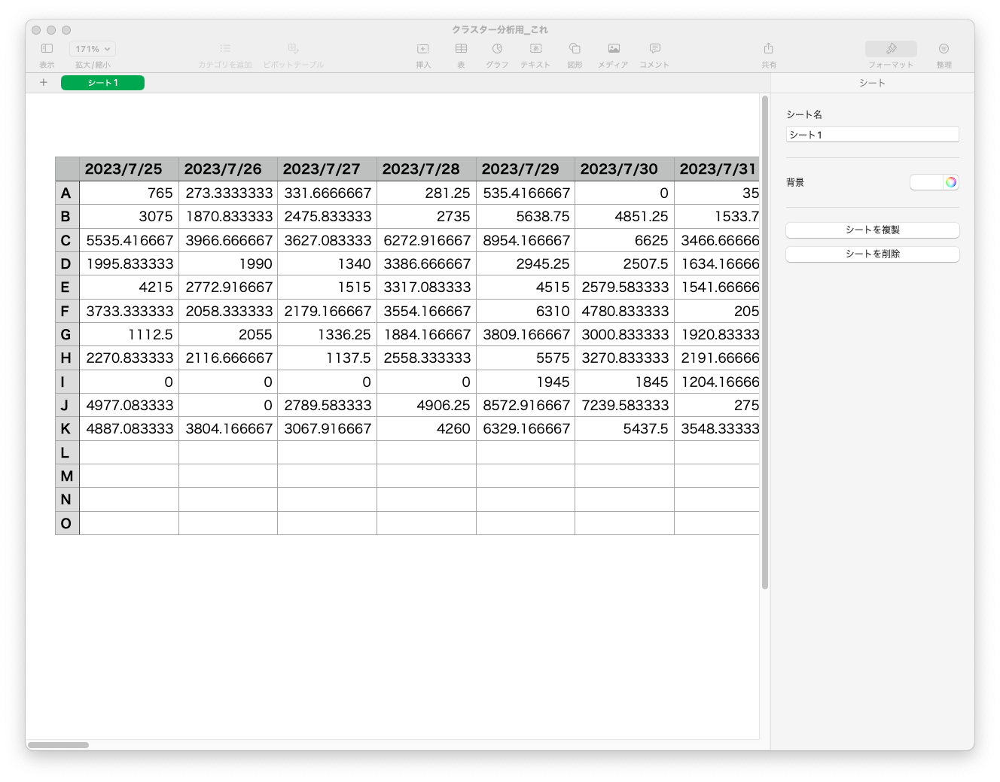 クラスター分析用_これ
171%
表示 拡大/縮小 カテゴリを追加 ピボットテーブル 挿入 表 グラフ テキスト 図形 メディア コメント 共有 フォーマット 整理
+ シート1 シート
シート名
シート1
背景
シートを複製
シートを削除
2023/7/25 2023/7/26 2023/7/27 2023/7/28 2023/7/29 2023/7/30 2023/7/31
A 765 273.3333333 331.6666667 281.25 535.4166667 0 35
B 3075 1870.833333 2475.833333 2735 5638.75 4851.25 1533.7
C 5535.416667 3966.666667 3627.083333 6272.916667 8954.166667 6625 3466.66666
D 1995.833333 1990 1340 3386.666667 2945.25 2507.5 1634.16666
E 4215 2772.916667 1515 3317.083333 4515 2579.583333 1541.66666
F 3733.333333 2058.333333 2179.166667 3554.166667 6310 4780.833333 205
G 1112.5 2055 1336.25 1884.166667 3809.166667 3000.833333 1920.83333
H 2270.833333 2116.666667 1137.5 2558.333333 5575 3270.833333 2191.66666
I 0 0 0 0 1945 1845 1204.16666
J 4977.083333 0 2789.583333 4906.25 8572.916667 7239.583333 275
K 4887.083333 3804.166667 3067.916667 4260 6329.166667 5437.5 3548.33333
L
M
N
O